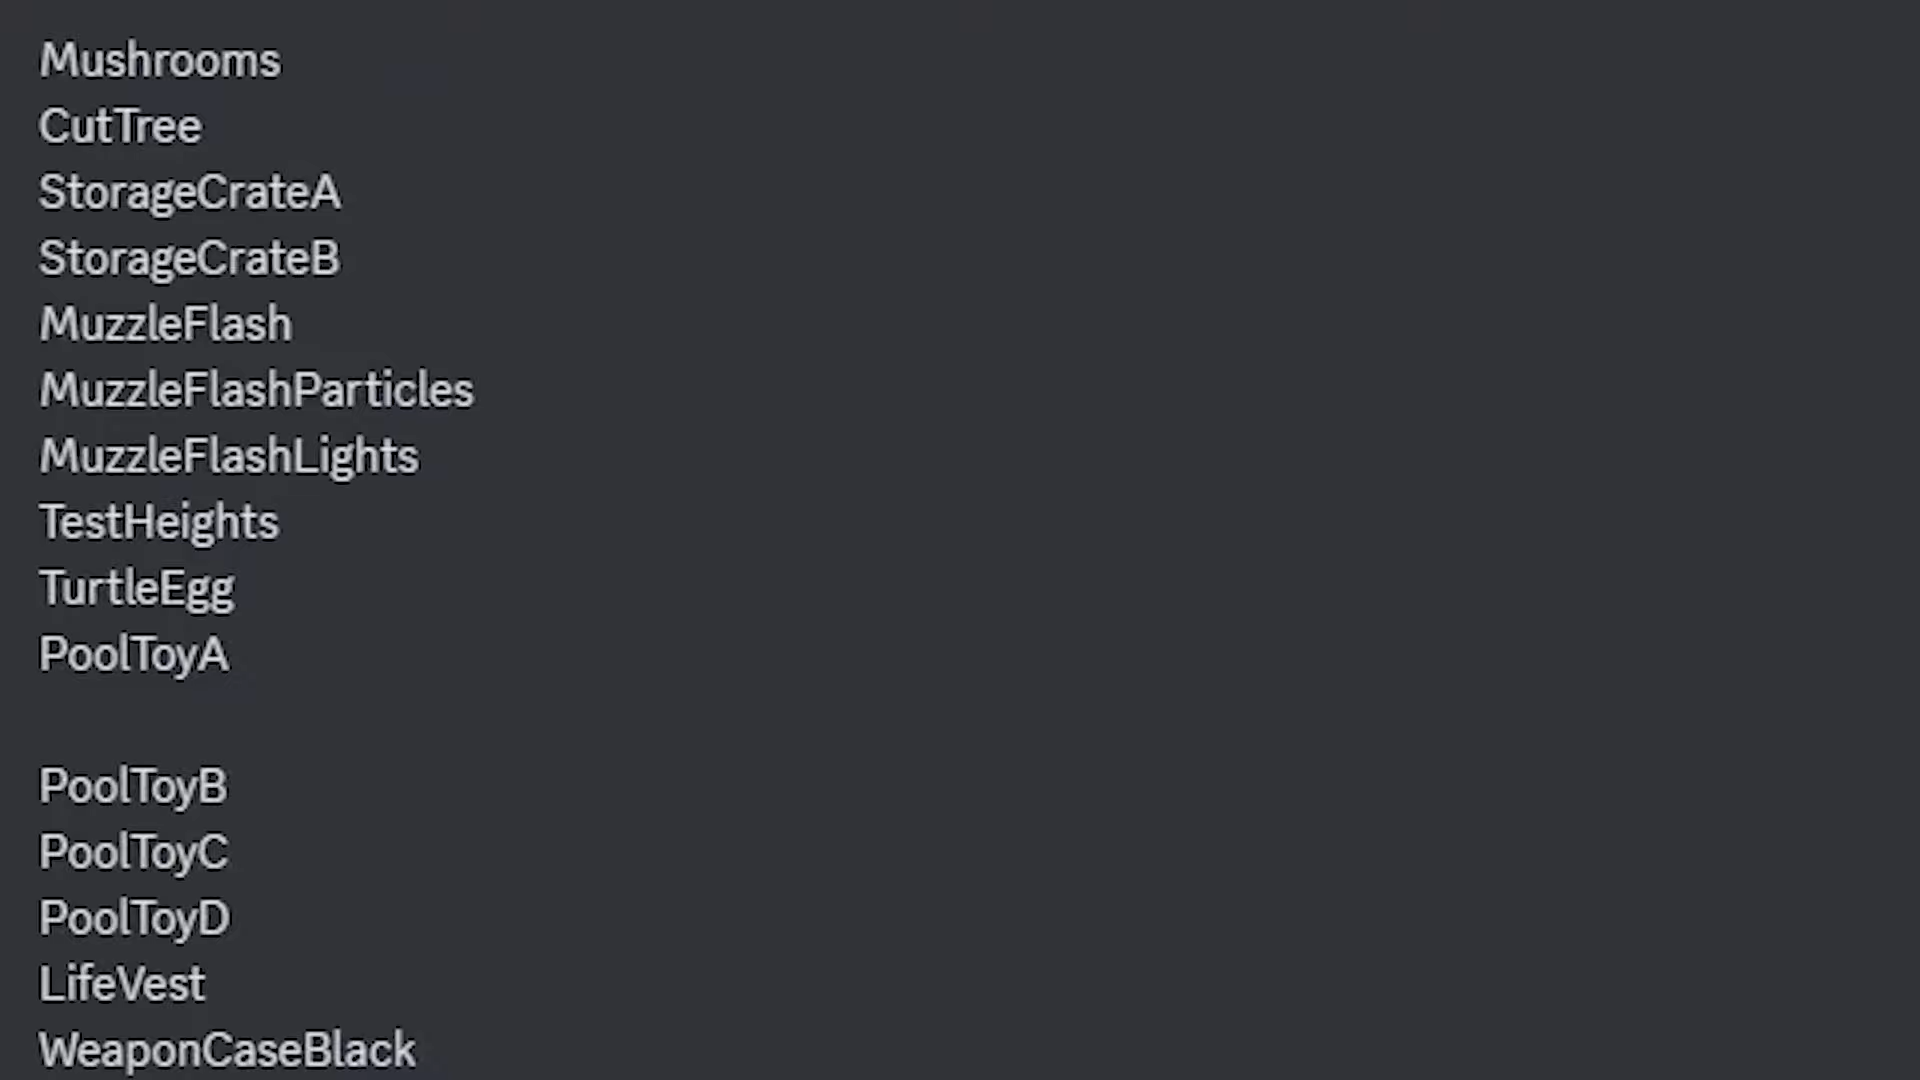 Mushrooms
CutTree
StorageCrateA
StorageCrateB
MuzzleFlash
MuzzleFlashParticles
MuzzleFlashLights
TestHeights
TurtleEgg
PoolToyA
PoolToyB
PoolToyC
PoolToyD
LifeVest
WeaponCaseBlack